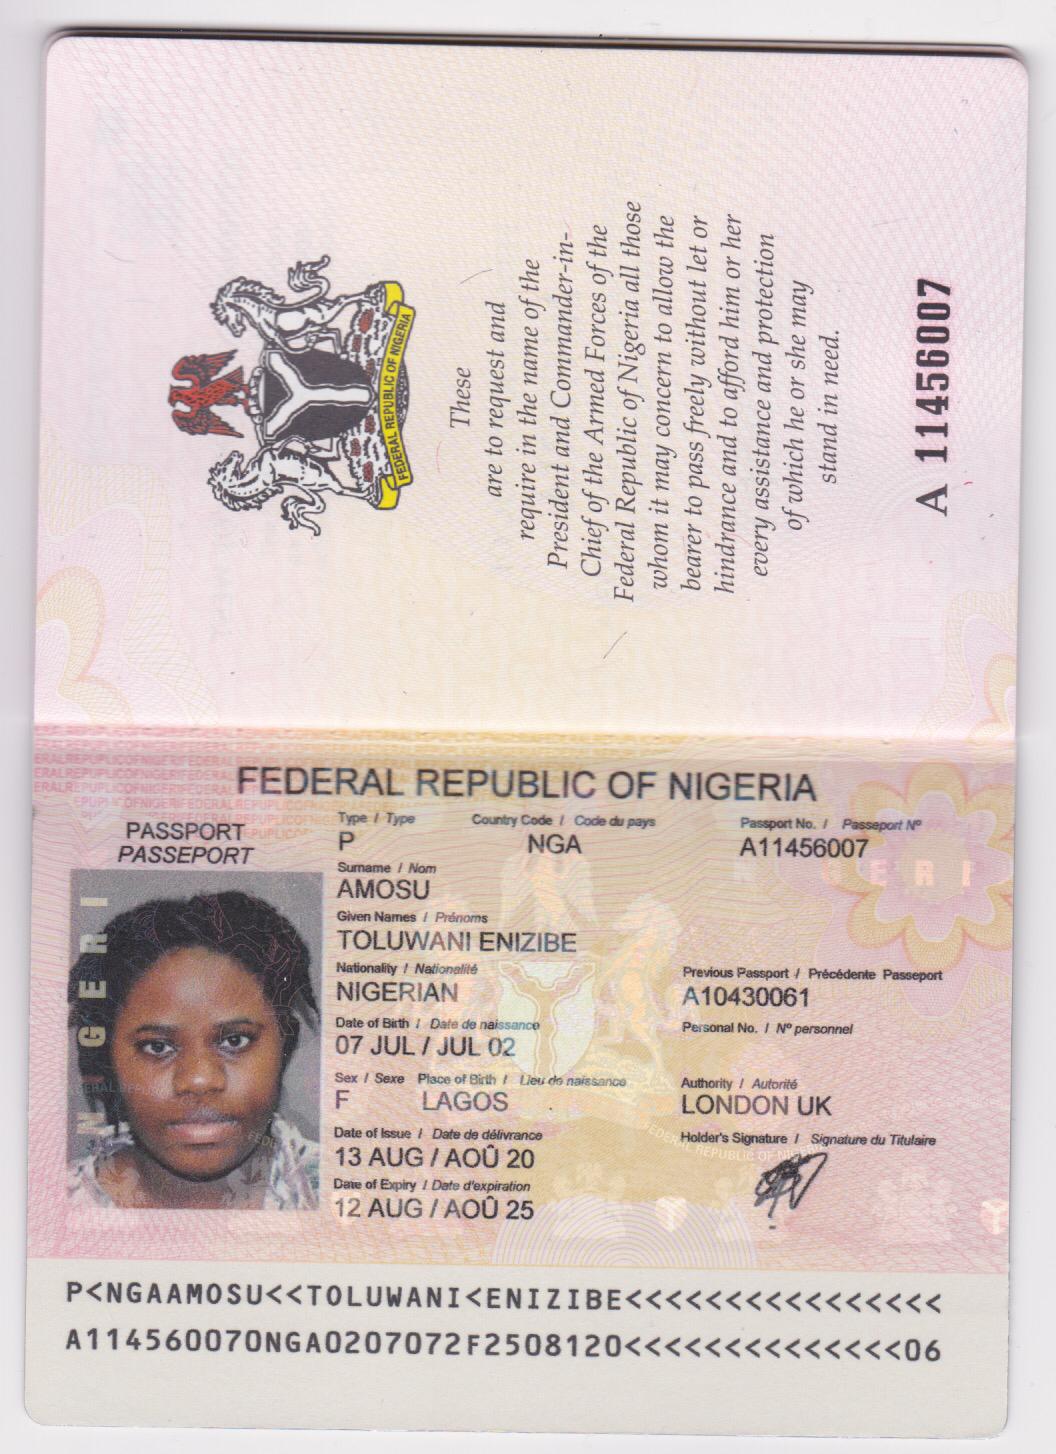 FEDERAL REPUBLIC OF NIGERIA
These
are to request and
require in the name of the
President and Commander-in-
Chief of the Armed Forces of the
Federal Republic of Nigeria all those
whom it may concern to allow the
bearer to pass freely without let or
hindrance and to afford him or her
every assistance and protection
of which he or she may
stand in need.
A 11456007
FEDERAL REPUBLIC OF NIGERIA
PASSPORT
PASSEPORT
Type / Type Country Code / Code du pays Passport No. / Passeport N°
P NGA A11456007
Surname / Nom
AMOSU
Given Names / Prénoms
TOLUWANI ENIZIBE
Nationality / Nationalité Previous Passport / Précédente Passeport
NIGERIAN A10430061
Date of Birth / Date de naissance Personal No. / N° personnel
07 JUL / JUL 02
Sex / Sexe Place of Birth / Lieu de naissance Authority / Autorité
F LAGOS LONDON UK
Date of Issue / Date de délivrance Holder's Signature / Signature du Titulaire
13 AUG / AOÛ 20
Date of Expiry / Date d'expiration
12 AUG / AOÛ 25
P<NGAAMOSU<<TOLUWANI<ENIZIBE<<<<<<<<<<<<<<<<
A114560070NGA0207072F2508120<<<<<<<<<<<<<<06